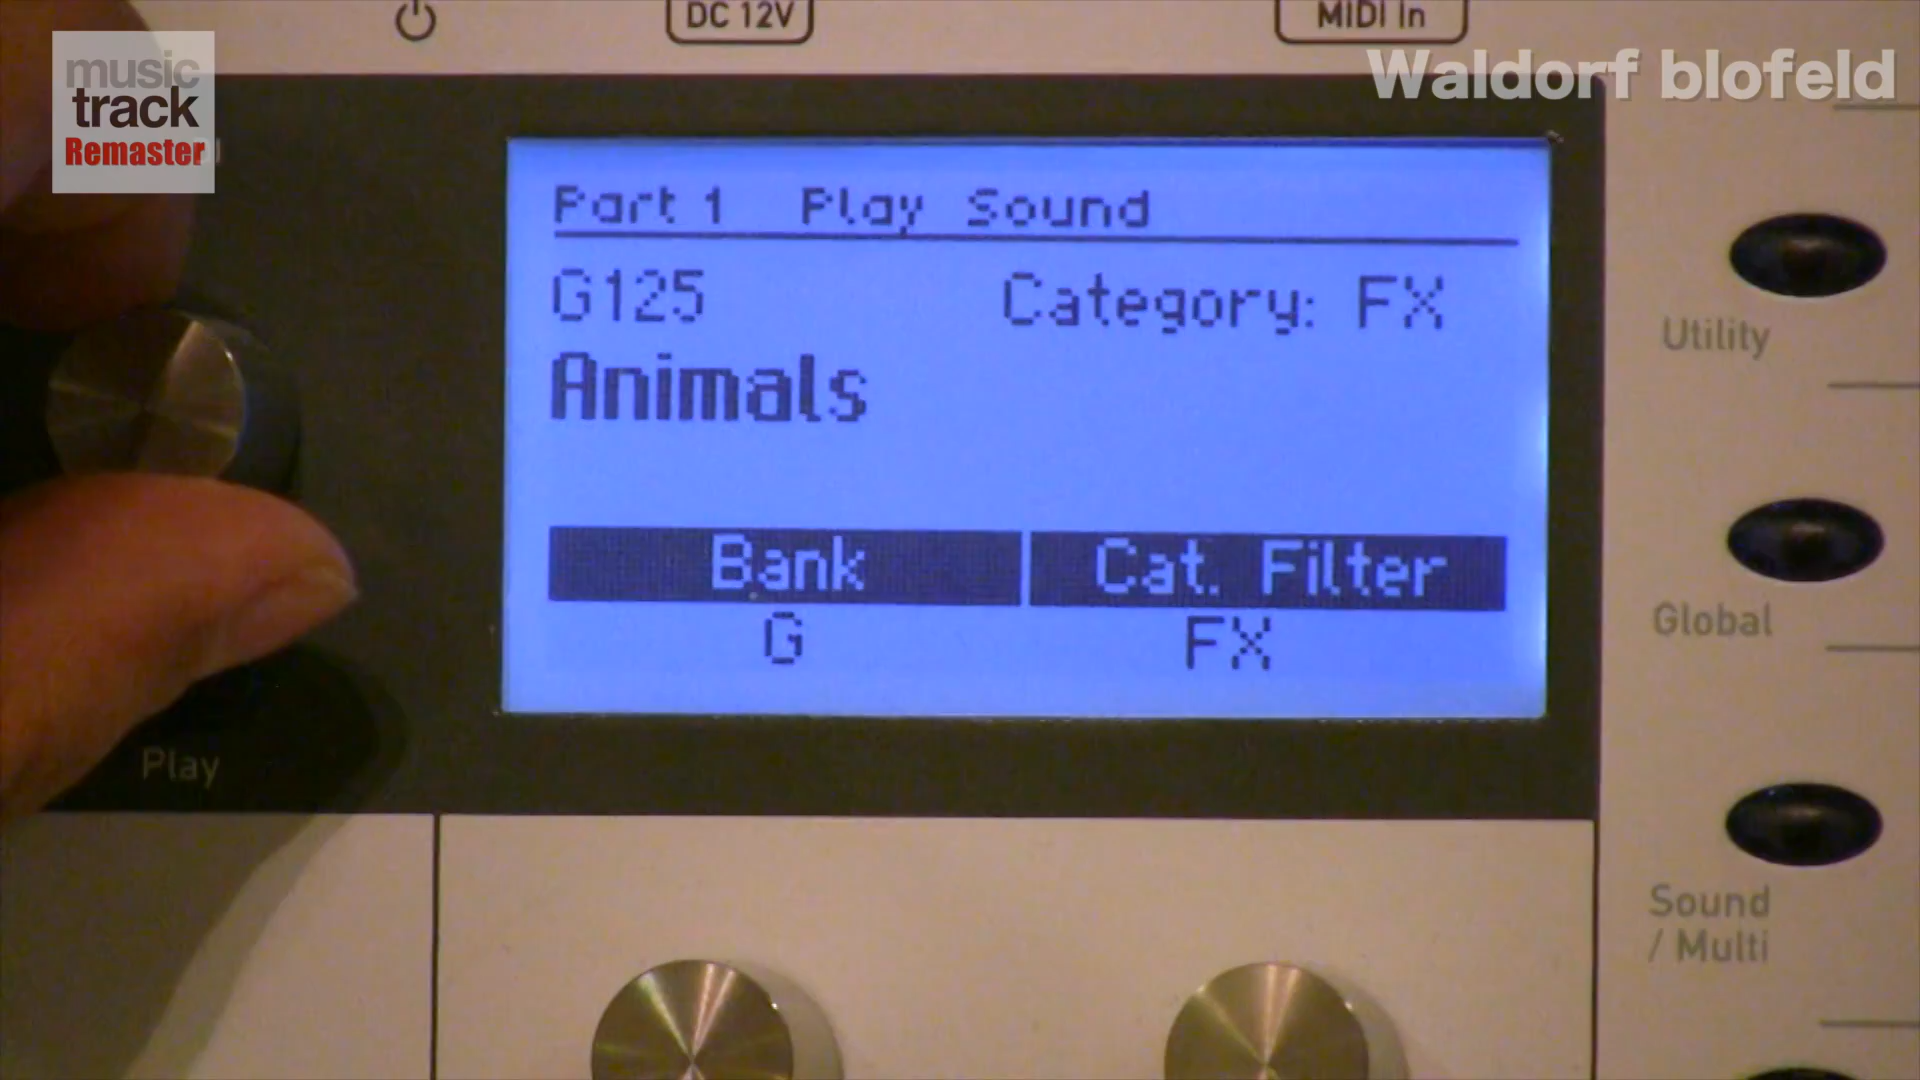 DC 12V
MIDI In
Waldorf blofeld
music
track
Remaster
Part 1 Play Sound
G125 Category: FX
Animals
Bank Cat. Filter
G FX
Utility
Global
Sound
/ Multi
Play